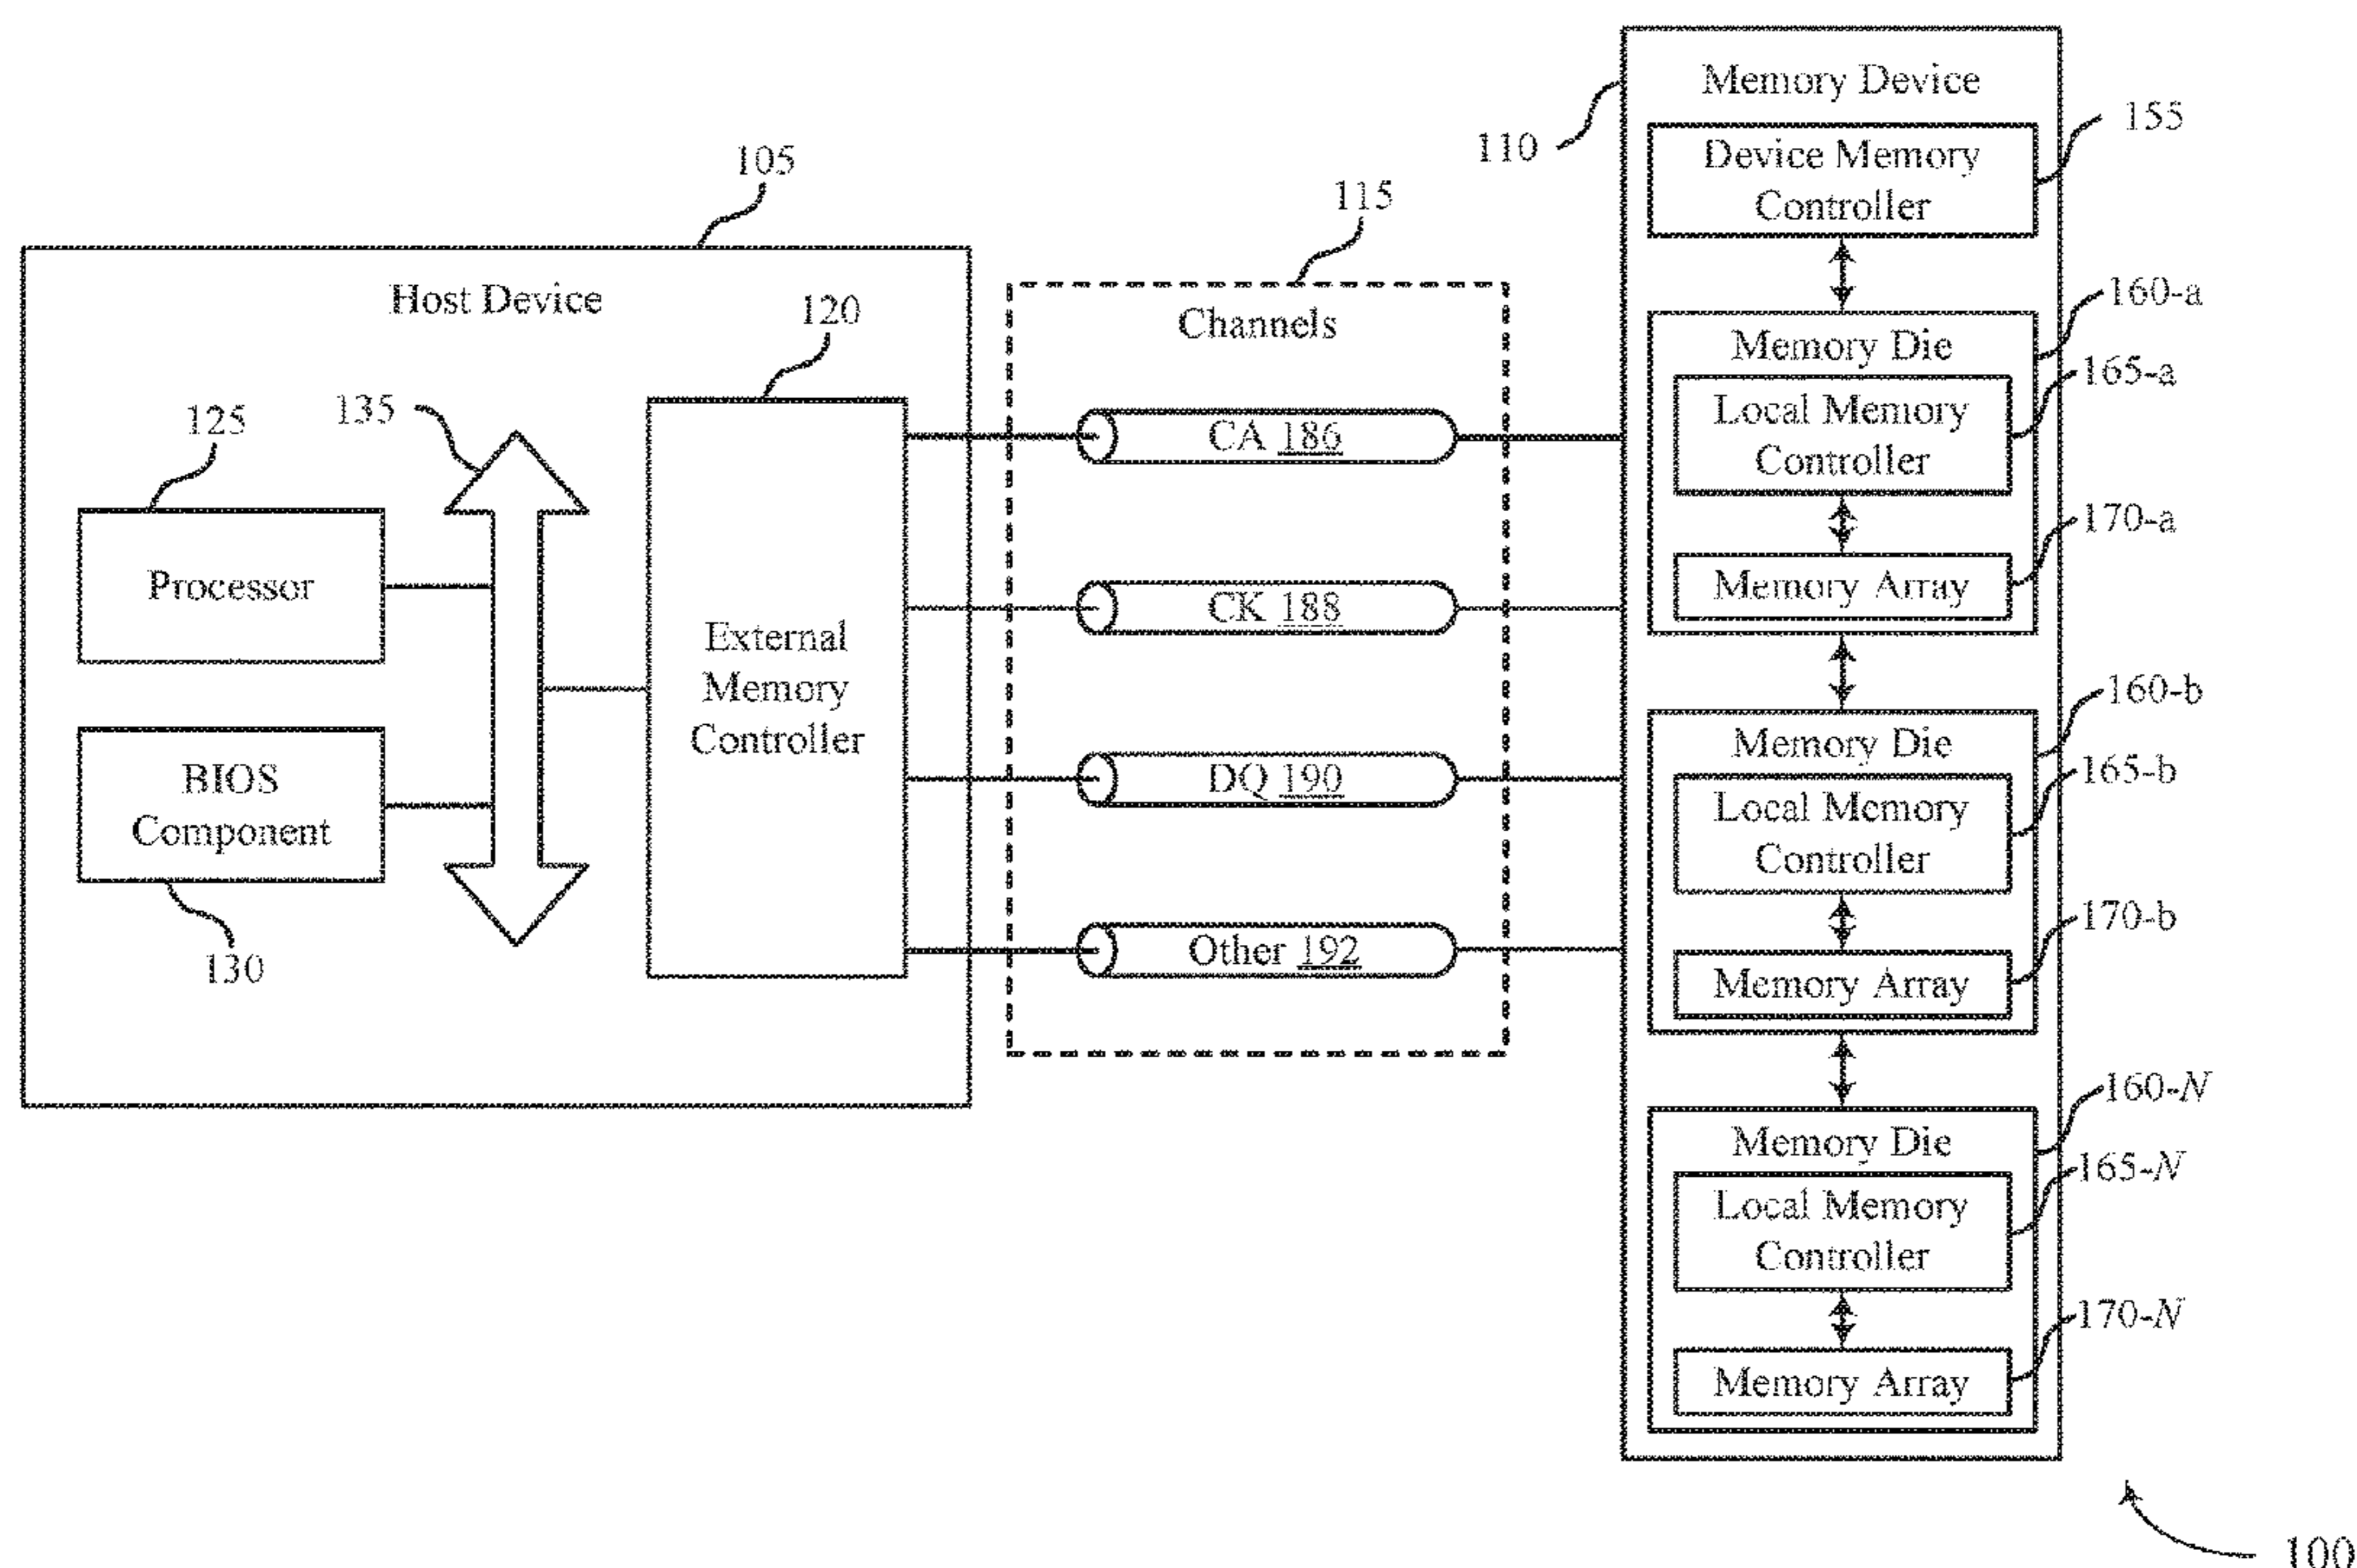 Host Device
105
125
Processor
BIOS
Component
130
135
120
External
Memory
Controller
115
Channels
CA 186
CK 188
DQ 190
Other 192
110
Memory Device
155
Device Memory
Controller
160-a
Memory Die
165-a
Local Memory
Controller
170-a
Memory Array
160-b
Memory Die
165-b
Local Memory
Controller
170-b
Memory Array
160-N
Memory Die
165-N
Local Memory
Controller
170-N
Memory Array
100